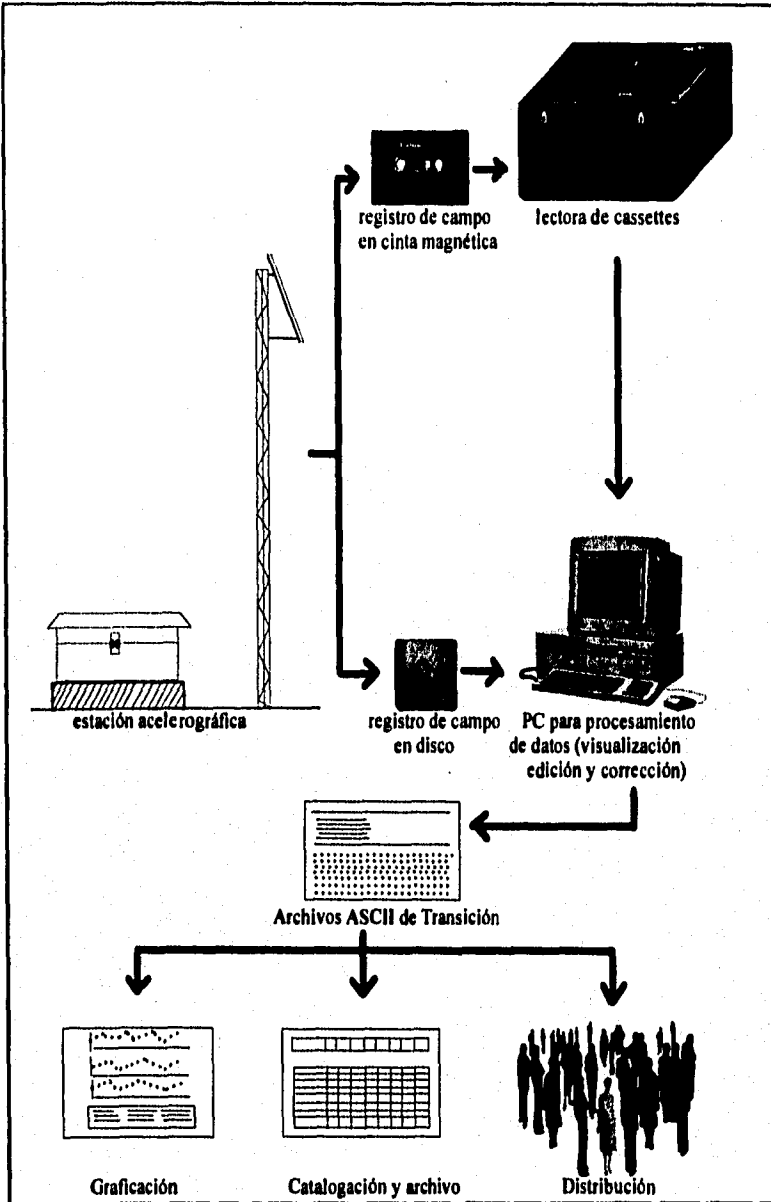 registro de campo
en cinta magnética
lectora de cassettes
estación acelerográfica
registro de campo
en disco
PC para procesamiento
de datos (visualización
edición y corrección)
Archivos ASCII de Transición
Graficación
Catalogación y archivo
Distribución